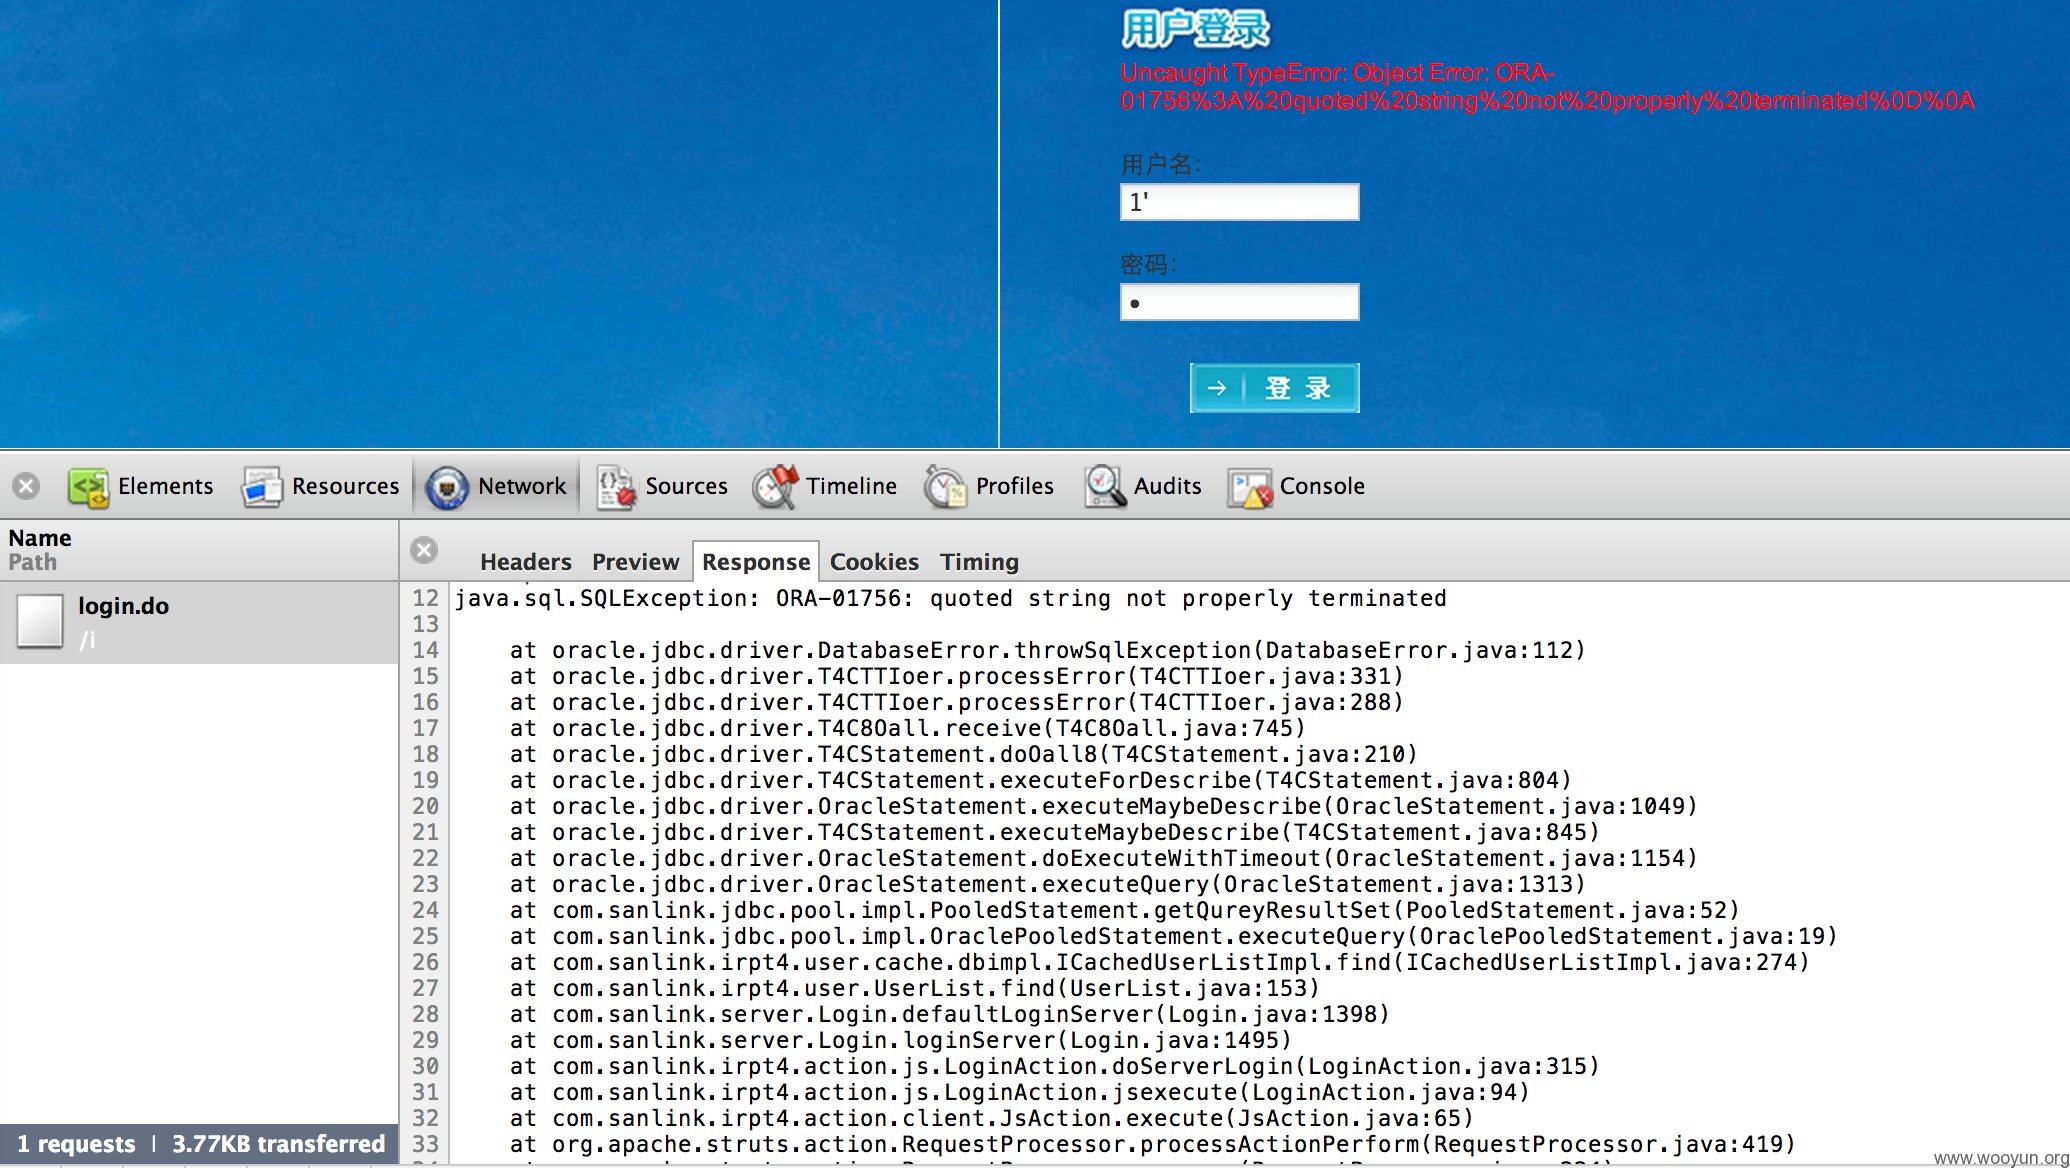 用户登录
Uncaught TypeError: Object Error: ORA-
01756%3A%20quoted%20string%20not%20properly%20terminated%0D%0A
用户名:
1'
密码:
登 录
Elements Resources Network Sources Timeline Profiles Audits Console
Name
Path
Headers Preview Response Cookies Timing
login.do
/i
12 java.sql.SQLException: ORA-01756: quoted string not properly terminated
13
14 at oracle.jdbc.driver.DatabaseError.throwSqlException(DatabaseError.java:112)
15 at oracle.jdbc.driver.T4CTTIoer.processError(T4CTTIoer.java:331)
16 at oracle.jdbc.driver.T4CTTIoer.processError(T4CTTIoer.java:288)
17 at oracle.jdbc.driver.T4C8Oall.receive(T4C8Oall.java:745)
18 at oracle.jdbc.driver.T4CStatement.doOall8(T4CStatement.java:210)
19 at oracle.jdbc.driver.T4CStatement.executeForDescribe(T4CStatement.java:804)
20 at oracle.jdbc.driver.OracleStatement.executeMaybeDescribe(OracleStatement.java:1049)
21 at oracle.jdbc.driver.T4CStatement.executeMaybeDescribe(T4CStatement.java:845)
22 at oracle.jdbc.driver.OracleStatement.doExecuteWithTimeout(OracleStatement.java:1154)
23 at oracle.jdbc.driver.OracleStatement.executeQuery(OracleStatement.java:1313)
24 at com.sanlink.jdbc.pool.impl.PooledStatement.getQureyResultSet(PooledStatement.java:52)
25 at com.sanlink.jdbc.pool.impl.OraclePooledStatement.executeQuery(OraclePooledStatement.java:19)
26 at com.sanlink.irpt4.user.cache.dbimpl.ICachedUserListImpl.find(ICachedUserListImpl.java:274)
27 at com.sanlink.irpt4.user.UserList.find(UserList.java:153)
28 at com.sanlink.server.Login.defaultLoginServer(Login.java:1398)
29 at com.sanlink.server.Login.loginServer(Login.java:1495)
30 at com.sanlink.irpt4.action.js.LoginAction.doServerLogin(LoginAction.java:315)
31 at com.sanlink.irpt4.action.js.LoginAction.jsexecute(LoginAction.java:94)
32 at com.sanlink.irpt4.action.client.JsAction.execute(JsAction.java:65)
33 at org.apache.struts.action.RequestProcessor.processActionPerform(RequestProcessor.java:419)
1 requests | 3.77KB transferred
www.wooyun.org